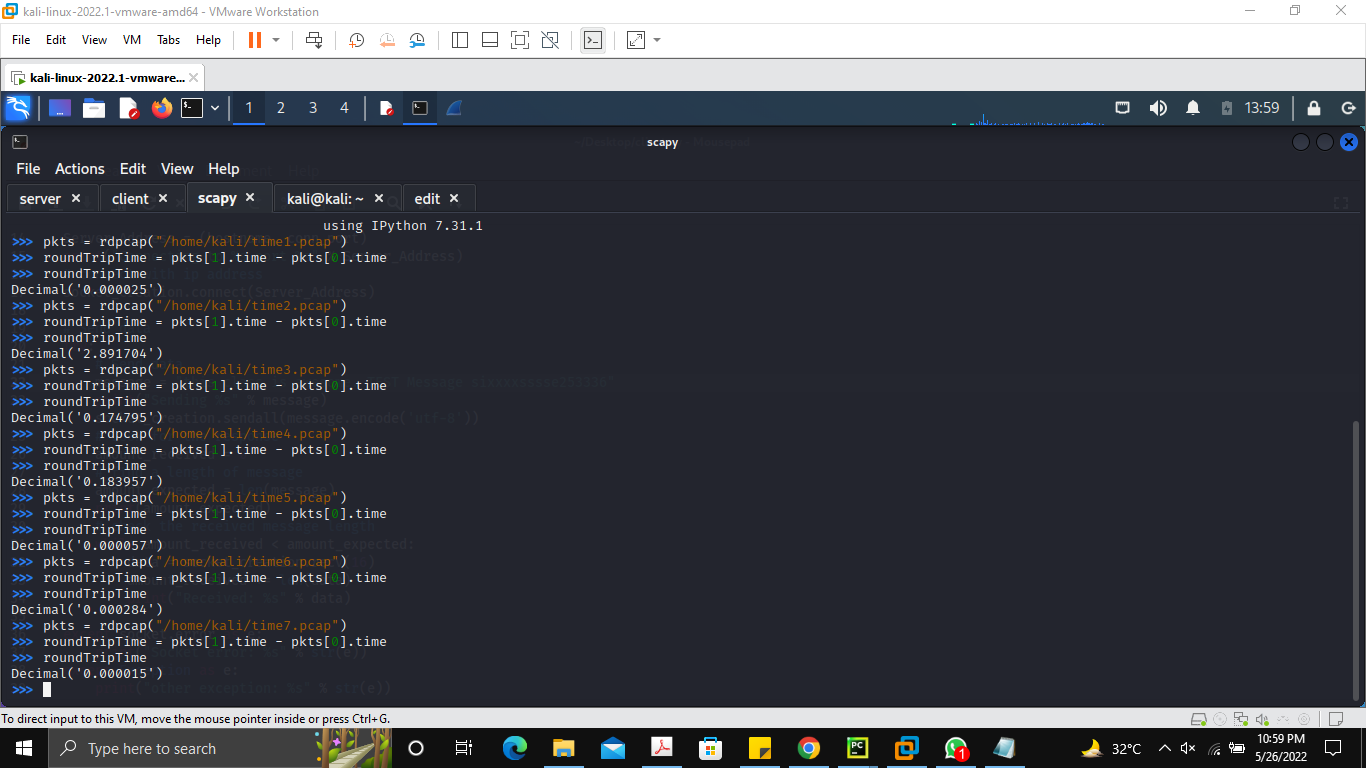 kali-linux-2022.1-vmware-amd64 - VMware Workstation
File Edit View VM Tabs Help
kali-linux-2022.1-vmware...
1 2 3 4 13:59
scapy
File Actions Edit View Help
server client scapy kali@kali: ~ edit
using IPython 7.31.1
>>> pkts = rdpcap("/home/kali/time1.pcap")
>>> roundTripTime = pkts[1].time - pkts[0].time
>>> roundTripTime
Decimal('0.000025')
>>> pkts = rdpcap("/home/kali/time2.pcap")
>>> roundTripTime = pkts[1].time - pkts[0].time
>>> roundTripTime
Decimal('2.891704')
>>> pkts = rdpcap("/home/kali/time3.pcap")
>>> roundTripTime = pkts[1].time - pkts[0].time
>>> roundTripTime
Decimal('0.174795')
>>> pkts = rdpcap("/home/kali/time4.pcap")
>>> roundTripTime = pkts[1].time - pkts[0].time
>>> roundTripTime
Decimal('0.183957')
>>> pkts = rdpcap("/home/kali/time5.pcap")
>>> roundTripTime = pkts[1].time - pkts[0].time
>>> roundTripTime
Decimal('0.000057')
>>> pkts = rdpcap("/home/kali/time6.pcap")
>>> roundTripTime = pkts[1].time - pkts[0].time
>>> roundTripTime
Decimal('0.000284')
>>> pkts = rdpcap("/home/kali/time7.pcap")
>>> roundTripTime = pkts[1].time - pkts[0].time
>>> roundTripTime
Decimal('0.000015')
>>>
To direct input to this VM, move the mouse pointer inside or press Ctrl+G.
Type here to search
1
32°C
10:59 PM
5/26/2022